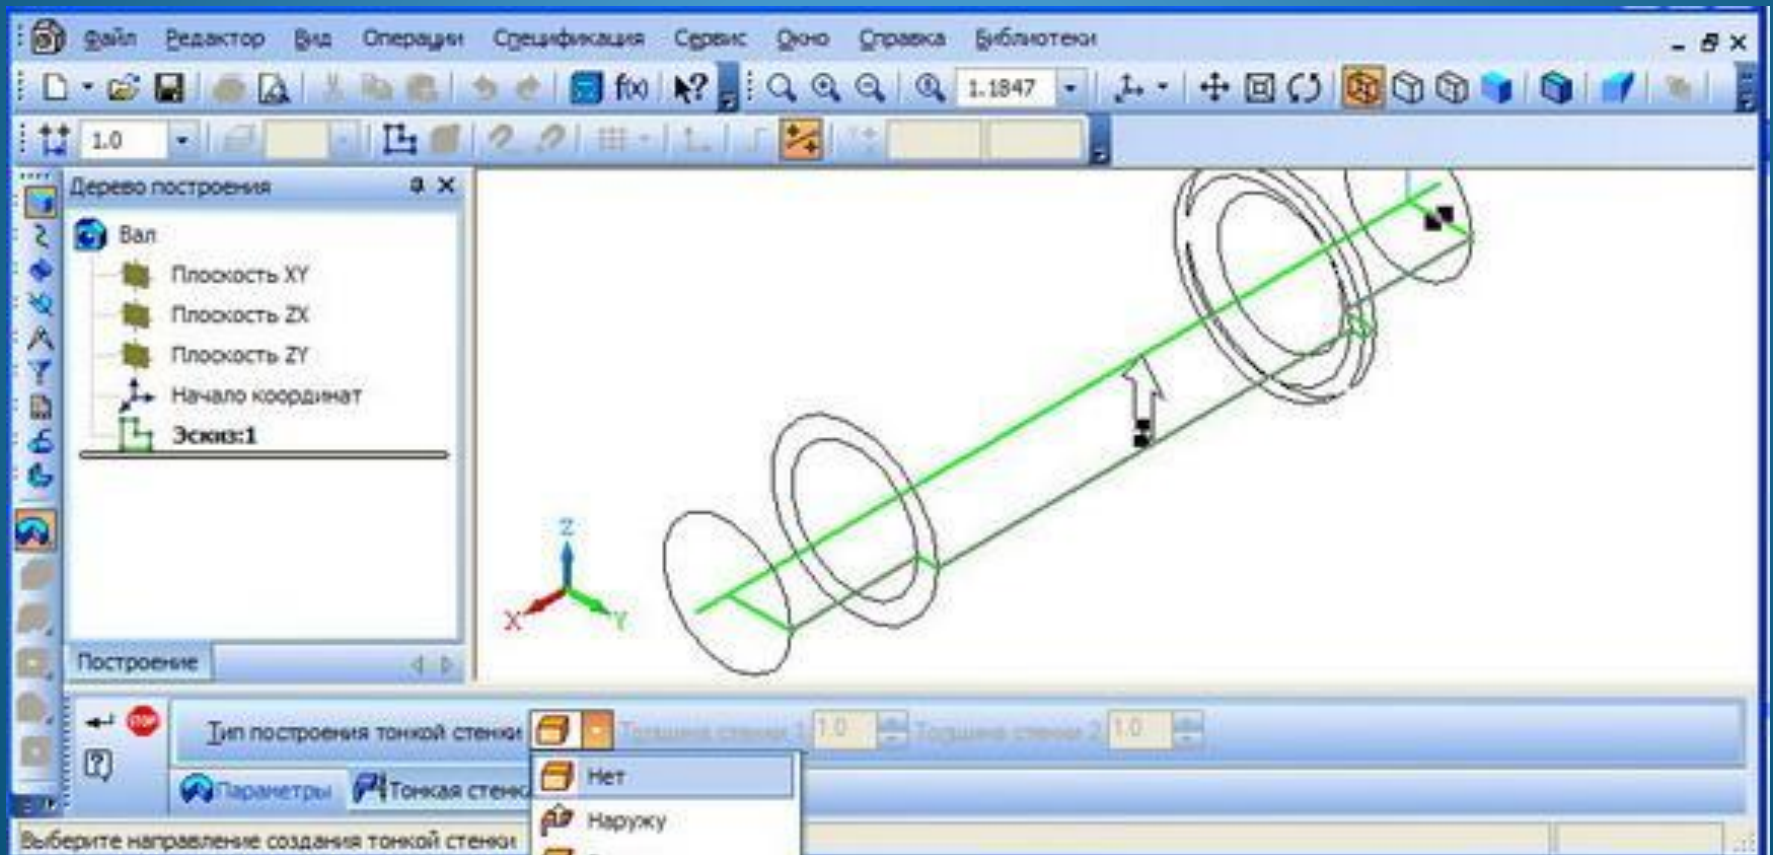 Файл Редактор Вид Операции Спецификация Сервис Окно Справка Библиотеки
f(x) 1.1847
1.0
Дерево построения
Вал
Плоскость XY
Плоскость ZX
Плоскость ZY
Начало координат
Эскиз:1
Z
X Y
Построение
STOP
Тип построения тонкой стенки Толщина стенки 1 1.0 Толщина стенки 2 1.0
Нет
Параметры Тонкая стенка
Наружу
Выберите направление создания тонкой стенки